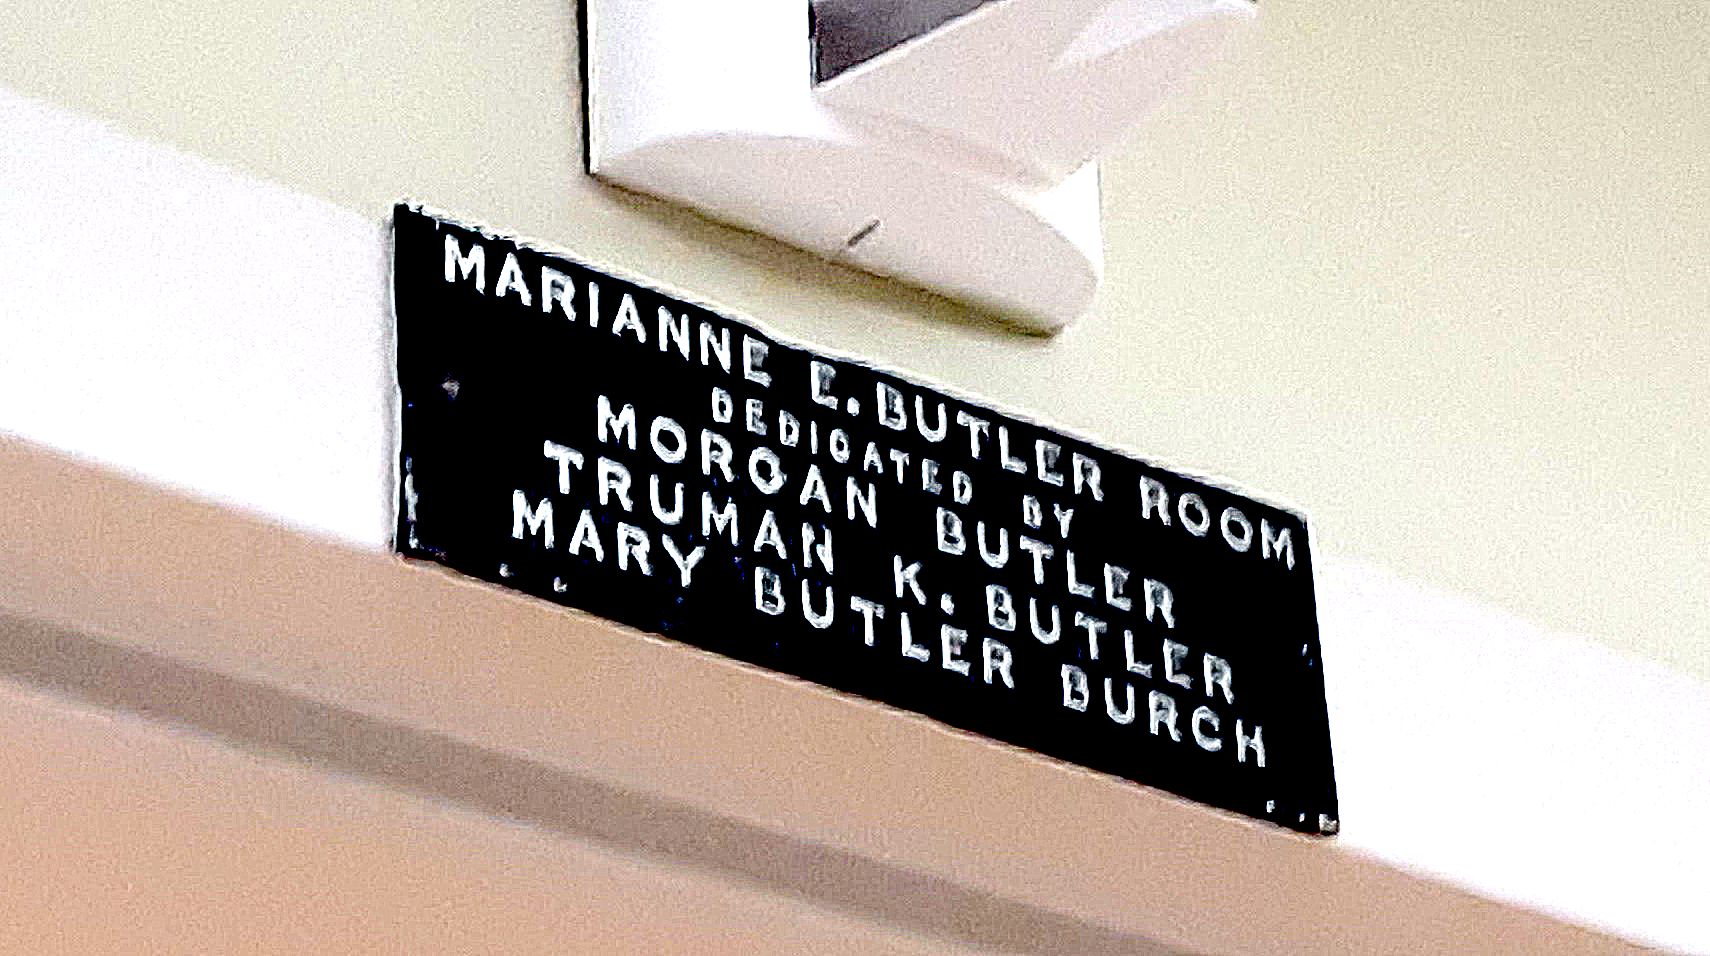 MARIANNE E. BUTLER ROOM
DEDICATED BY
MORGAN BUTLER
TRUMAN K. BUTLER
MARY BUTLER BURCH